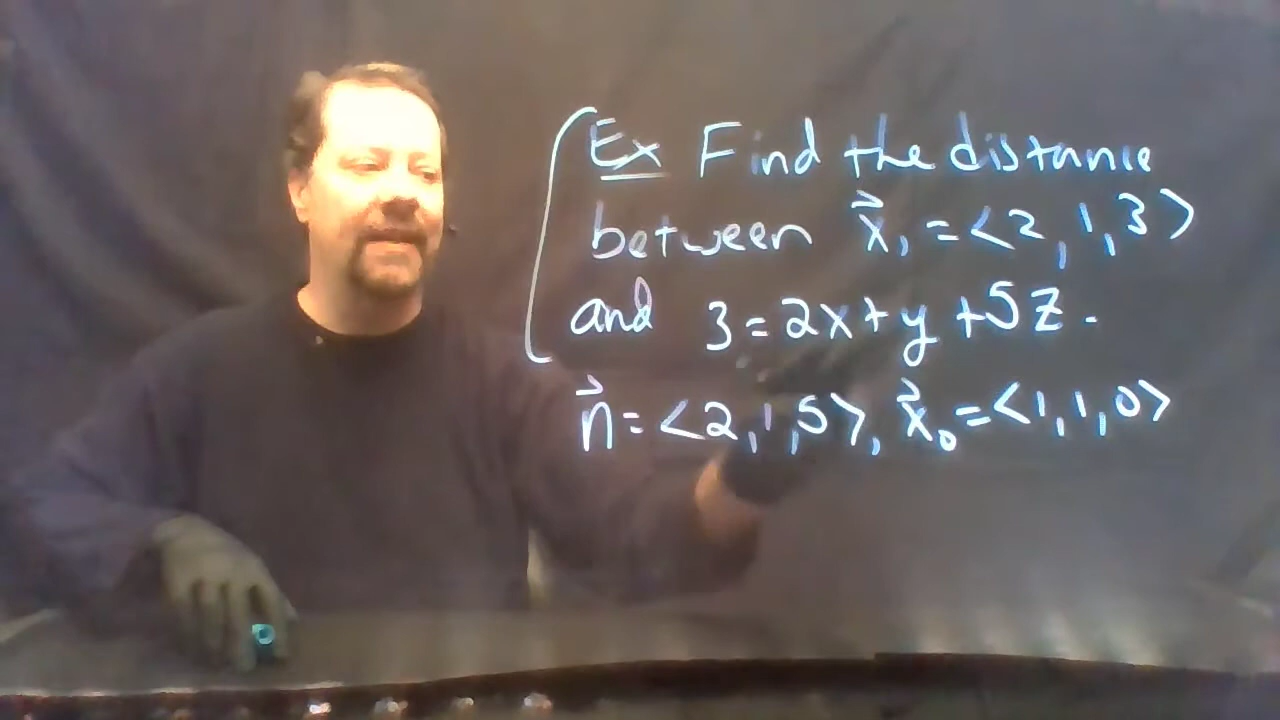 Ex Find the distance
between x⃗₁ = <2, 1, 3>
and 3 = 2x + y + 5z.
n⃗ = <2, 1, 5>, x⃗₀ = <1, 1, 0>